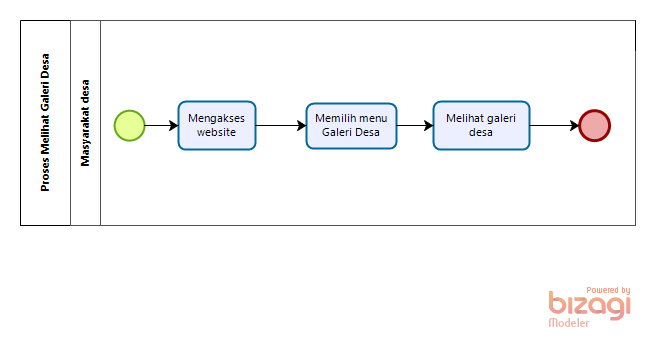 Proses Melihat Galeri Desa
Masyarakat desa
Mengakses
website
Memilih menu
Galeri Desa
Melihat galeri
desa
Powered by
bizagi
Modeler